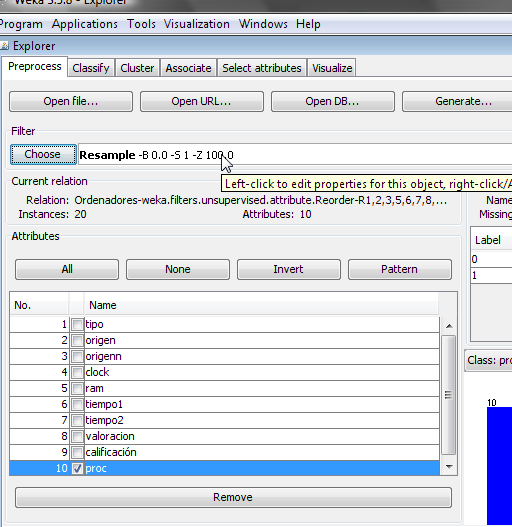 Weka 3.5.8 - Explorer
Program Applications Tools Visualization Windows Help
Explorer
Preprocess Classify Cluster Associate Select attributes Visualize
Open file... Open URL... Open DB... Generate...
Filter
Choose Resample -B 0.0 -S 1 -Z 100.0
Left-click to edit properties for this object, right-click/A
Current relation
Relation: Ordenadores-weka.filters.unsupervised.attribute.Reorder-R1,2,3,5,6,7,8,...
Instances: 20 Attributes: 10
Name
Missing
Label
0
1
Attributes
All None Invert Pattern
No. Name
1 tipo
2 origen
3 origenn
4 clock
5 ram
6 tiempo1
7 tiempo2
8 valoracion
9 calificación
10 proc
Remove
Class: pro
10